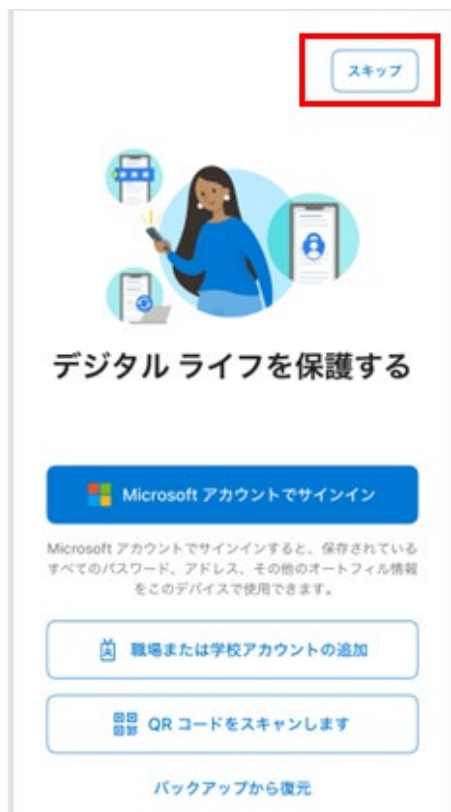 スキップ
デジタル ライフを保護する
Microsoft アカウントでサインイン
Microsoft アカウントでサインインすると、保存されている
すべてのパスワード、アドレス、その他のオートフィル情報
をこのデバイスで使用できます。
職場または学校アカウントの追加
QR コードをスキャンします
バックアップから復元